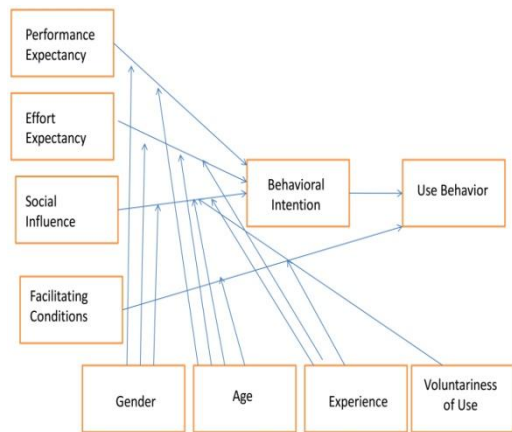 Performance
Expectancy
Effort
Expectancy
Social
Influence
Behavioral
Intention
Use Behavior
Facilitating
Conditions
Gender
Age
Experience
Voluntariness
of Use